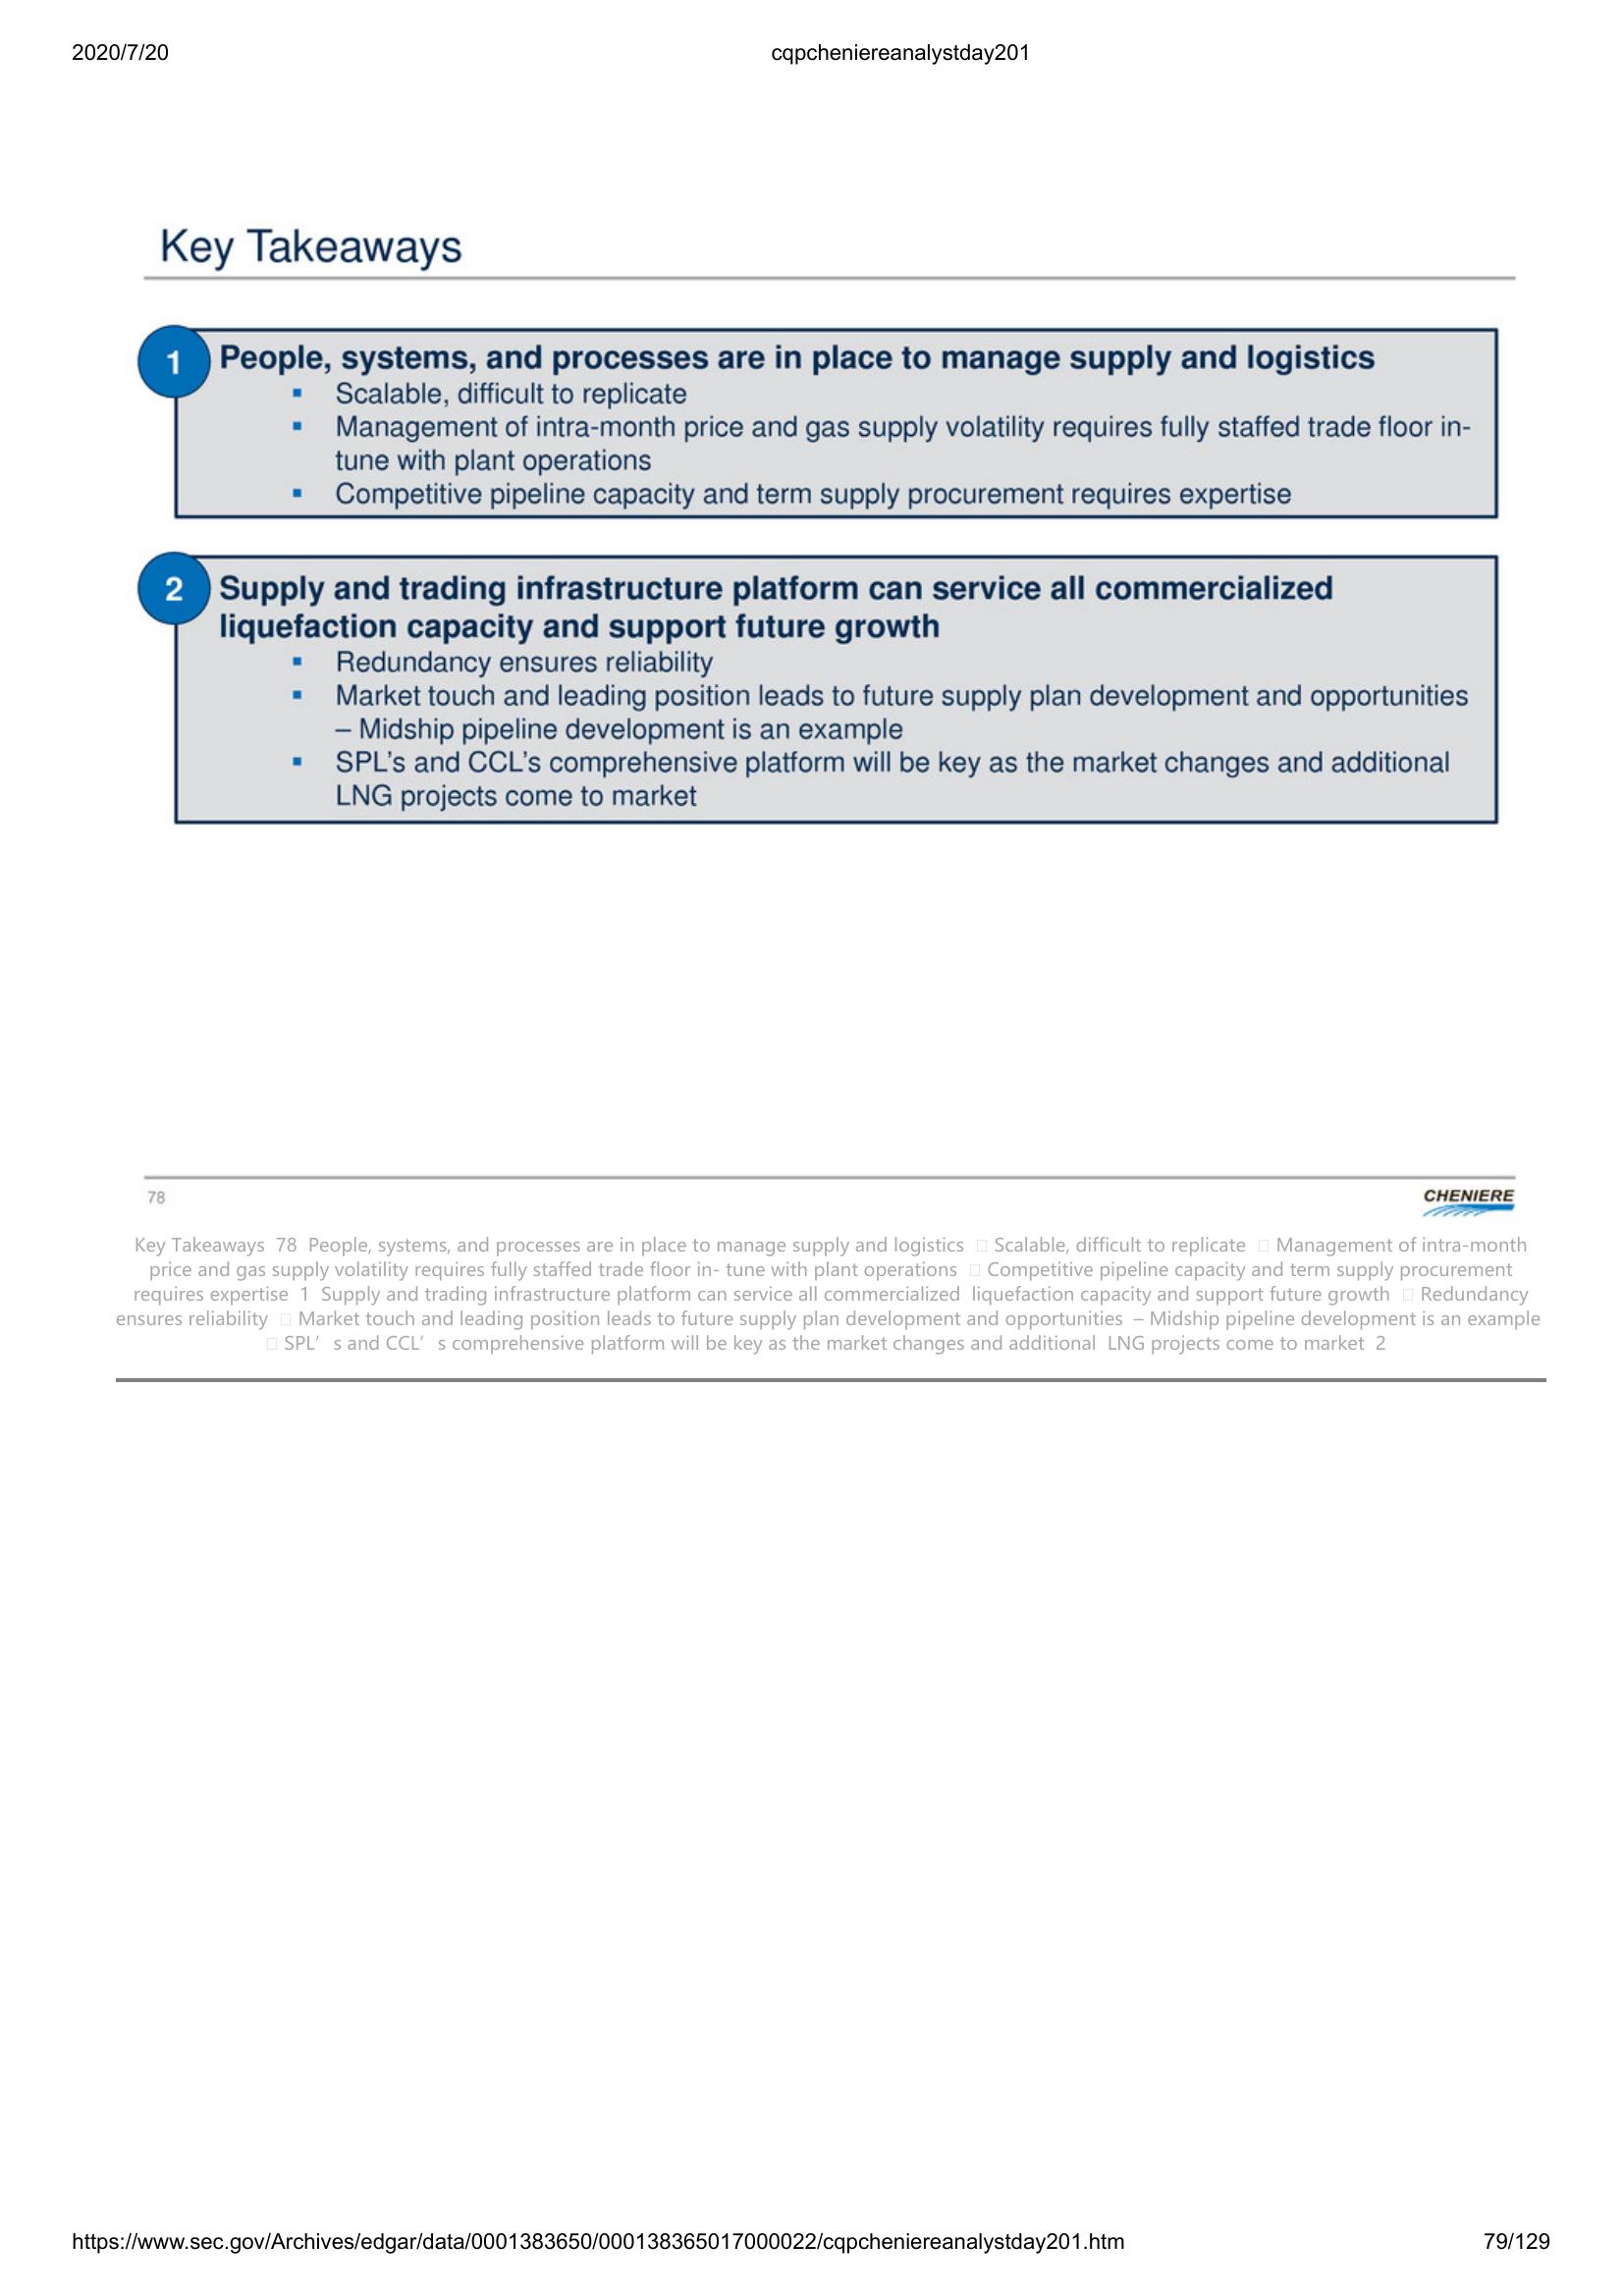 2020/7/20
cqpcheniereanalystday201
Key Takeaways
1
People, systems, and processes are in place to manage supply and logistics
▪ Scalable, difficult to replicate
▪ Management of intra-month price and gas supply volatility requires fully staffed trade floor in-
tune with plant operations
▪ Competitive pipeline capacity and term supply procurement requires expertise
2
Supply and trading infrastructure platform can service all commercialized
liquefaction capacity and support future growth
▪ Redundancy ensures reliability
▪ Market touch and leading position leads to future supply plan development and opportunities
– Midship pipeline development is an example
▪ SPL’s and CCL’s comprehensive platform will be key as the market changes and additional
LNG projects come to market
78
CHENIERE
Key Takeaways 78 People, systems, and processes are in place to manage supply and logistics □ Scalable, difficult to replicate □ Management of intra-month
price and gas supply volatility requires fully staffed trade floor in- tune with plant operations □ Competitive pipeline capacity and term supply procurement
requires expertise 1 Supply and trading infrastructure platform can service all commercialized liquefaction capacity and support future growth □ Redundancy
ensures reliability □ Market touch and leading position leads to future supply plan development and opportunities – Midship pipeline development is an example
□ SPL’ s and CCL’ s comprehensive platform will be key as the market changes and additional LNG projects come to market 2
https://www.sec.gov/Archives/edgar/data/0001383650/000138365017000022/cqpcheniereanalystday201.htm
79/129